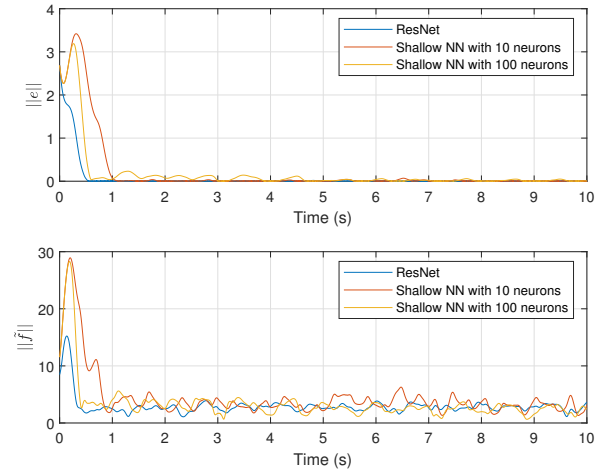 4
3
2
1
0
||e||
ResNet
Shallow NN with 10 neurons
Shallow NN with 100 neurons
0 1 2 3 4 5 6 7 8 9 10
Time (s)
30
20
10
0
||f̃||
ResNet
Shallow NN with 10 neurons
Shallow NN with 100 neurons
0 1 2 3 4 5 6 7 8 9 10
Time (s)